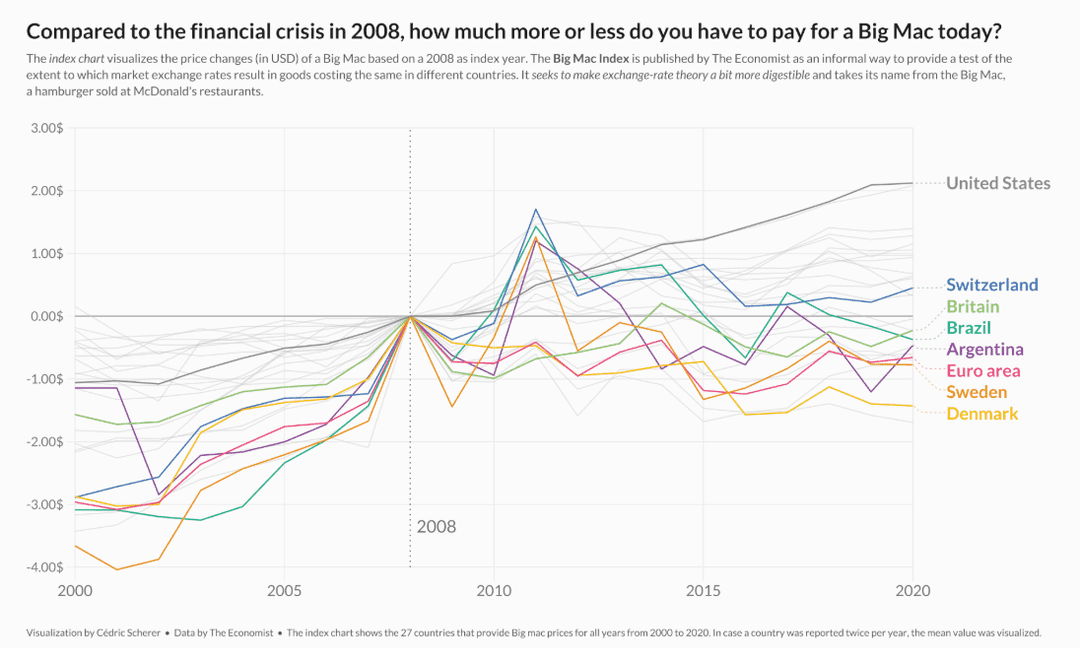 Compared to the financial crisis in 2008, how much more or less do you have to pay for a Big Mac today?
The index chart visualizes the price changes (in USD) of a Big Mac based on a 2008 as index year. The Big Mac Index is published by The Economist as an informal way to provide a test of the
extent to which market exchange rates result in goods costing the same in different countries. It seeks to make exchange-rate theory a bit more digestible and takes its name from the Big Mac,
a hamburger sold at McDonald's restaurants.
3.00$
2.00$
1.00$
0.00$
-1.00$
-2.00$
-3.00$
-4.00$
United States
Switzerland
Britain
Brazil
Argentina
Euro area
Sweden
Denmark
2008
2000
2005
2010
2015
2020
Visualization by Cédric Scherer • Data by The Economist • The index chart shows the 27 countries that provide Big mac prices for all years from 2000 to 2020. In case a country was reported twice per year, the mean value was visualized.